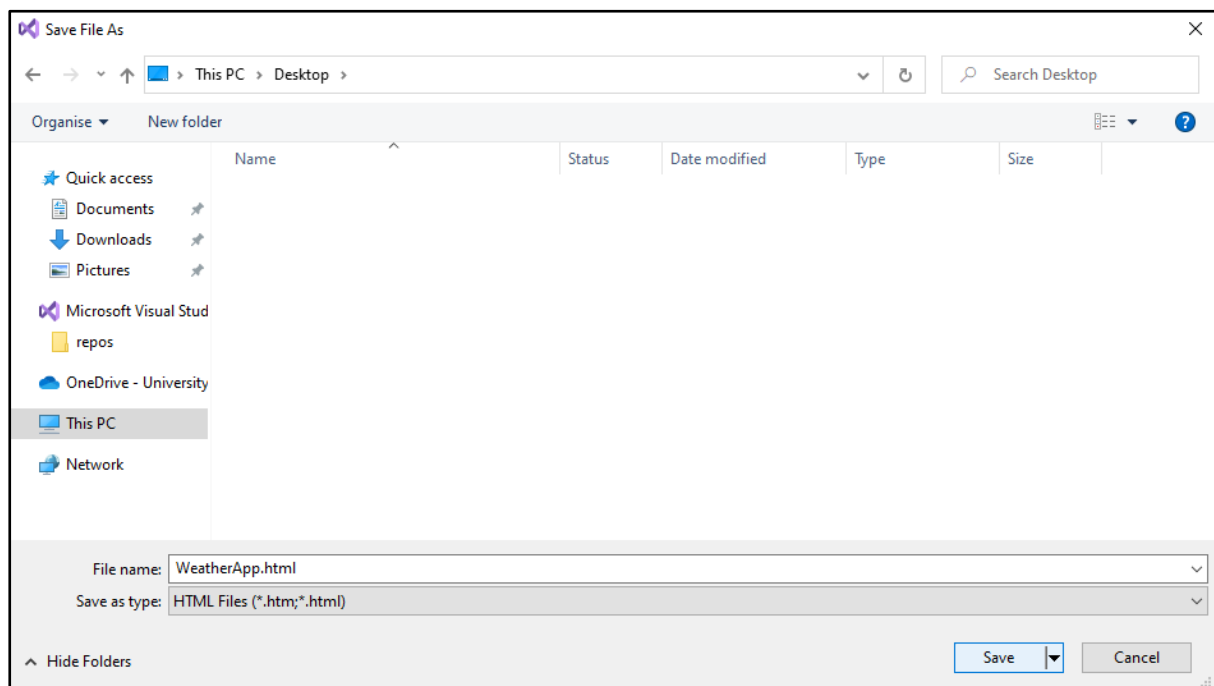 Save File As
This PC > Desktop >
Search Desktop
Organise
New folder
Name
Status
Date modified
Type
Size
Quick access
Documents
Downloads
Pictures
Microsoft Visual Stud
repos
OneDrive - University
This PC
Network
File name: WeatherApp.html
Save as type: HTML Files (*.htm;*.html)
Hide Folders
Save
Cancel